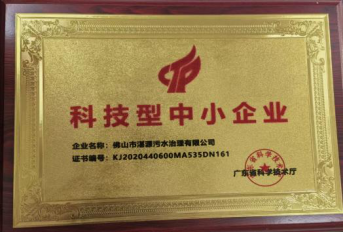 科技型中小企业
企业名称：佛山市湛源污水治理有限公司
证书编号：KJ2020440600MA535DN161
广东省科学技术厅